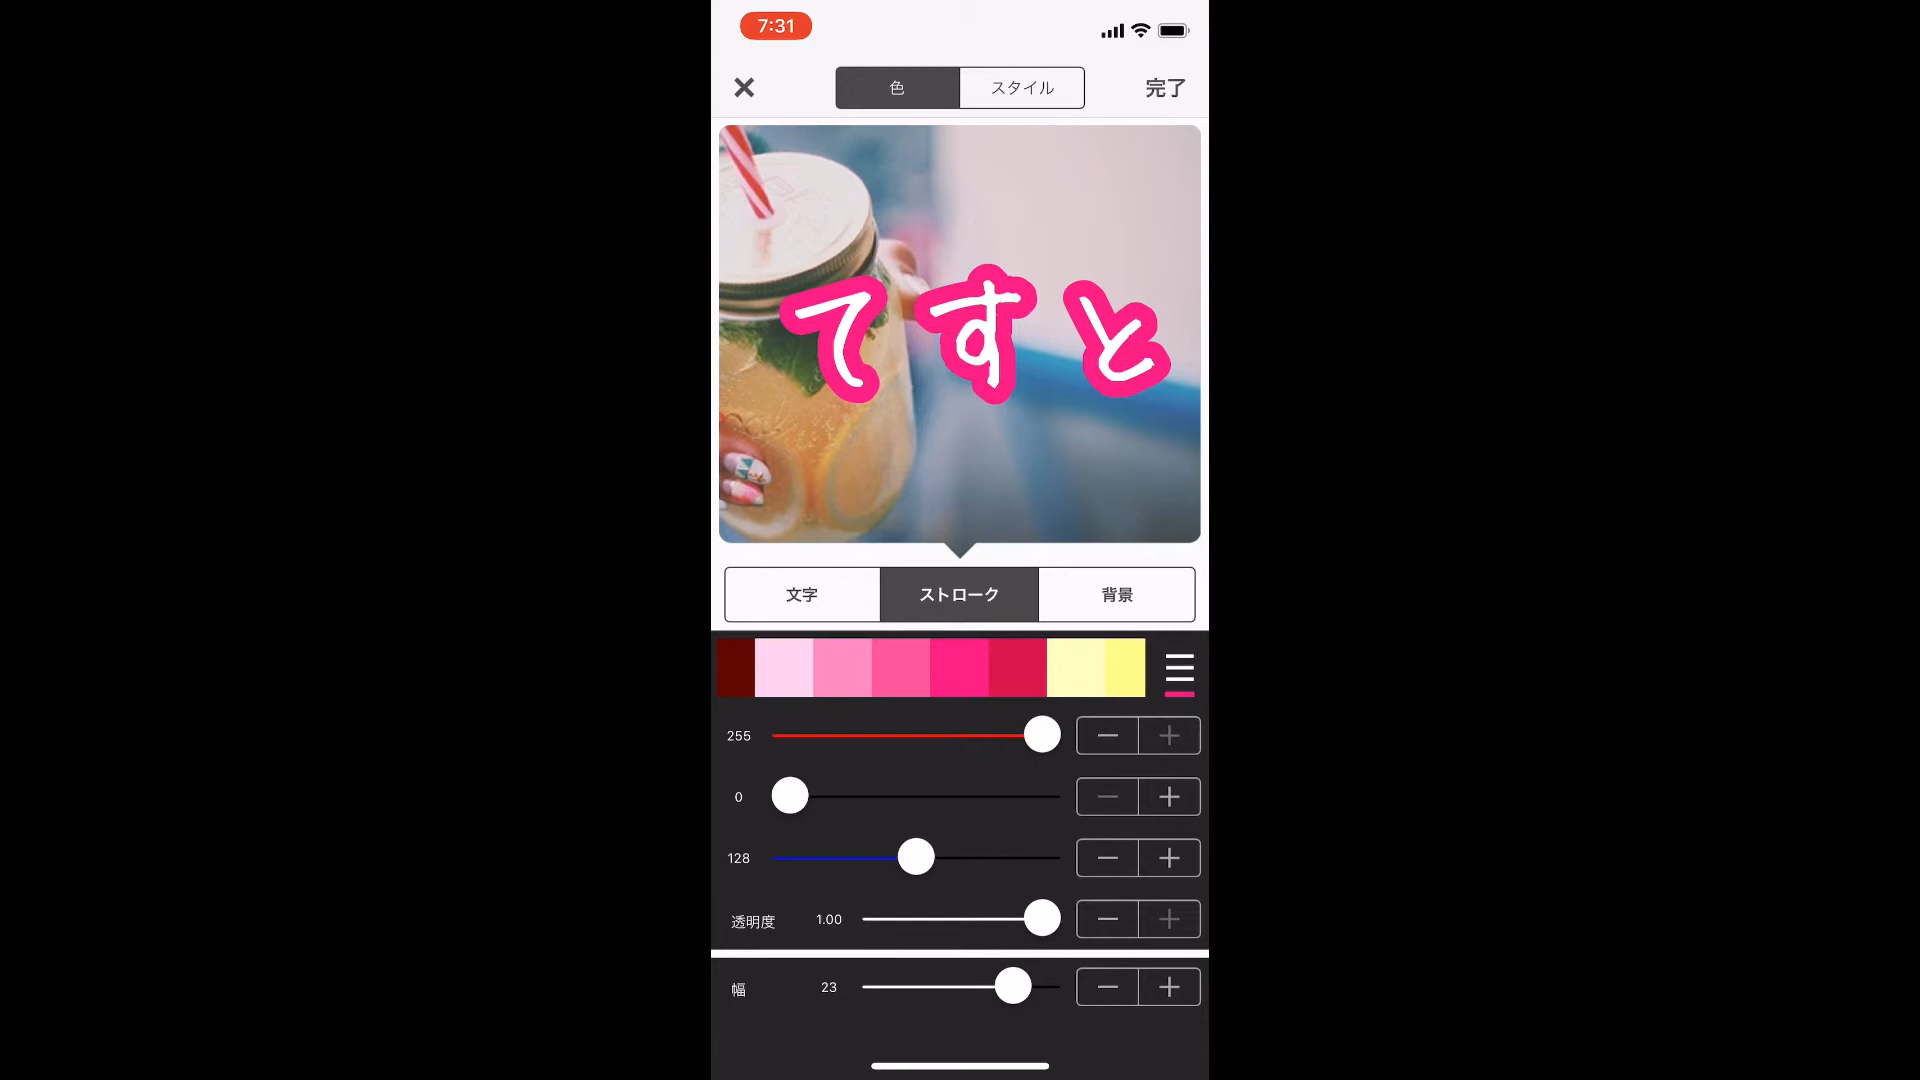 7:31
色 スタイル 完了
てすと
文字 ストローク 背景
255
0
128
透明度 1.00
幅 23